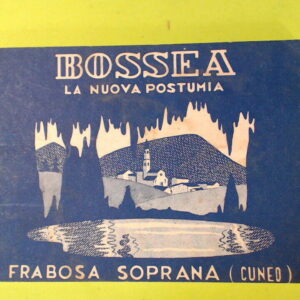 BOSSEA
LA NUOVA POSTUMIA
FRABOSA SOPRANA (CUNEO)